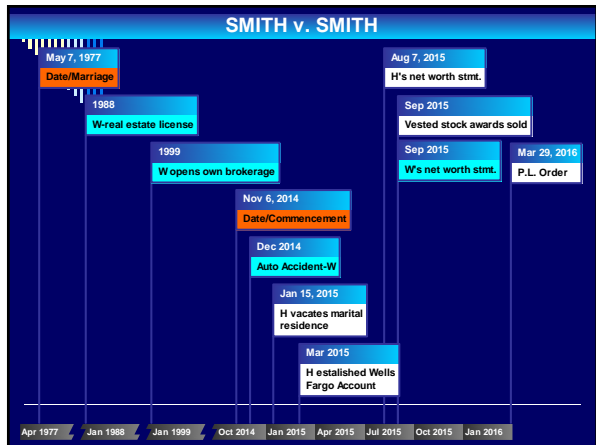 SMITH v. SMITH
May 7, 1977
Date/Marriage
1988
W-real estate license
1999
W opens own brokerage
Nov 6, 2014
Date/Commencement
Dec 2014
Auto Accident-W
Jan 15, 2015
H vacates marital
residence
Mar 2015
H estalished Wells
Fargo Account
Aug 7, 2015
H's net worth stmt.
Sep 2015
Vested stock awards sold
Sep 2015
W's net worth stmt.
Mar 29, 2016
P.L. Order
Apr 1977 Jan 1988 Jan 1999 Oct 2014 Jan 2015 Apr 2015 Jul 2015 Oct 2015 Jan 2016